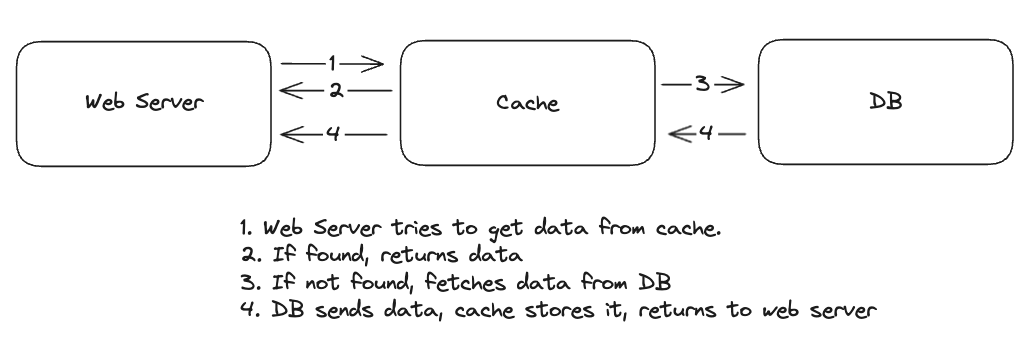 Web Server
1
2
4
Cache
3
4
DB
1. Web Server tries to get data from cache.
2. If found, returns data
3. If not found, fetches data from DB
4. DB sends data, cache stores it, returns to web server